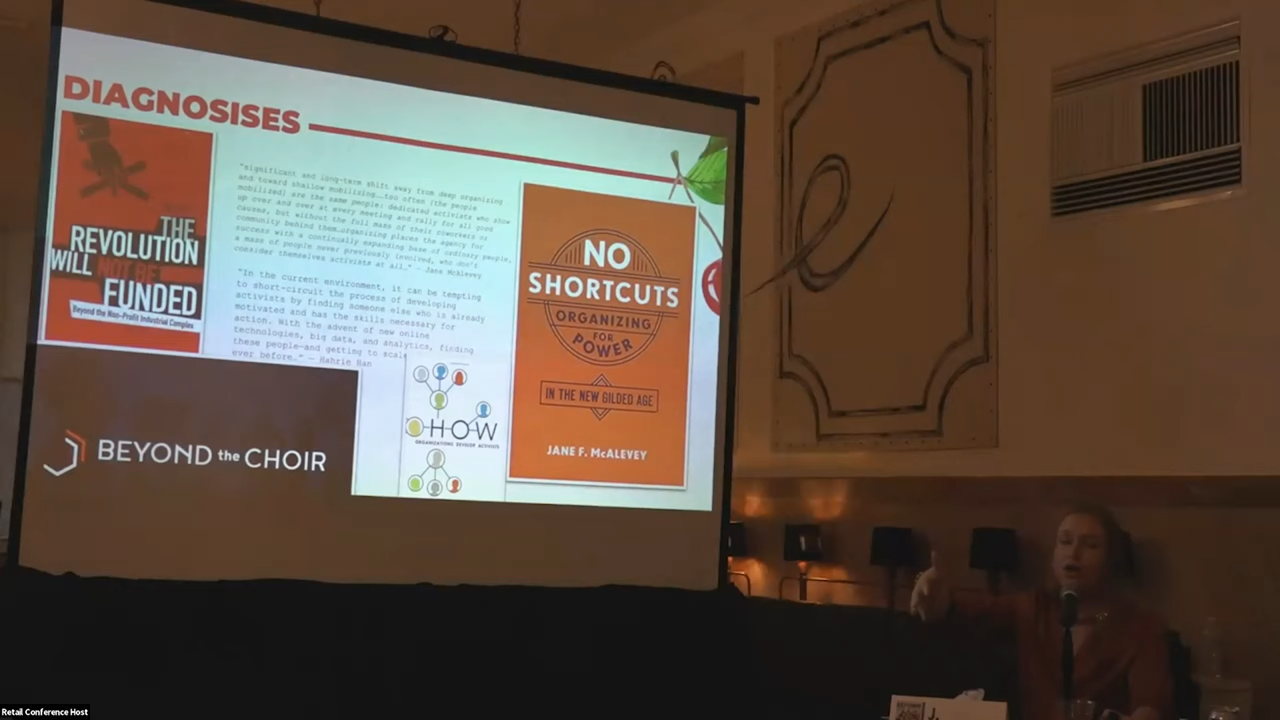 DIAGNOSISES
THE
REVOLUTION
WILL NOT BE
FUNDED
Beyond the Non-Profit Industrial Complex
"significant and long-term shift away from deep organizing
and toward shallow mobilizing...too often (the people
mobilized) are the same people: dedicated activists who show
up over and over at every meeting and rally for all good
causes, but without the full mass of their coworkers or
community behind them…organizing places the agency for
success with a continually expanding base of ordinary people,
a mass of people never previously involved, who don't
consider themselves activists at all." - Jane McAlevey
"In the current environment, it can be tempting
to short-circuit the process of developing
activists by finding someone else who is already
motivated and has the skills necessary for
action. With the advent of new online
technologies, big data, and analytics, finding
these people—and getting to scale
ever before…" — Hahrie Han
BEYOND the CHOIR
HOW
ORGANIZATIONS DEVELOP ACTIVISTS
NO
SHORTCUTS
ORGANIZING
FOR
POWER
IN THE NEW GILDED AGE
JANE F. McALEVEY
e
Retail Conference Host